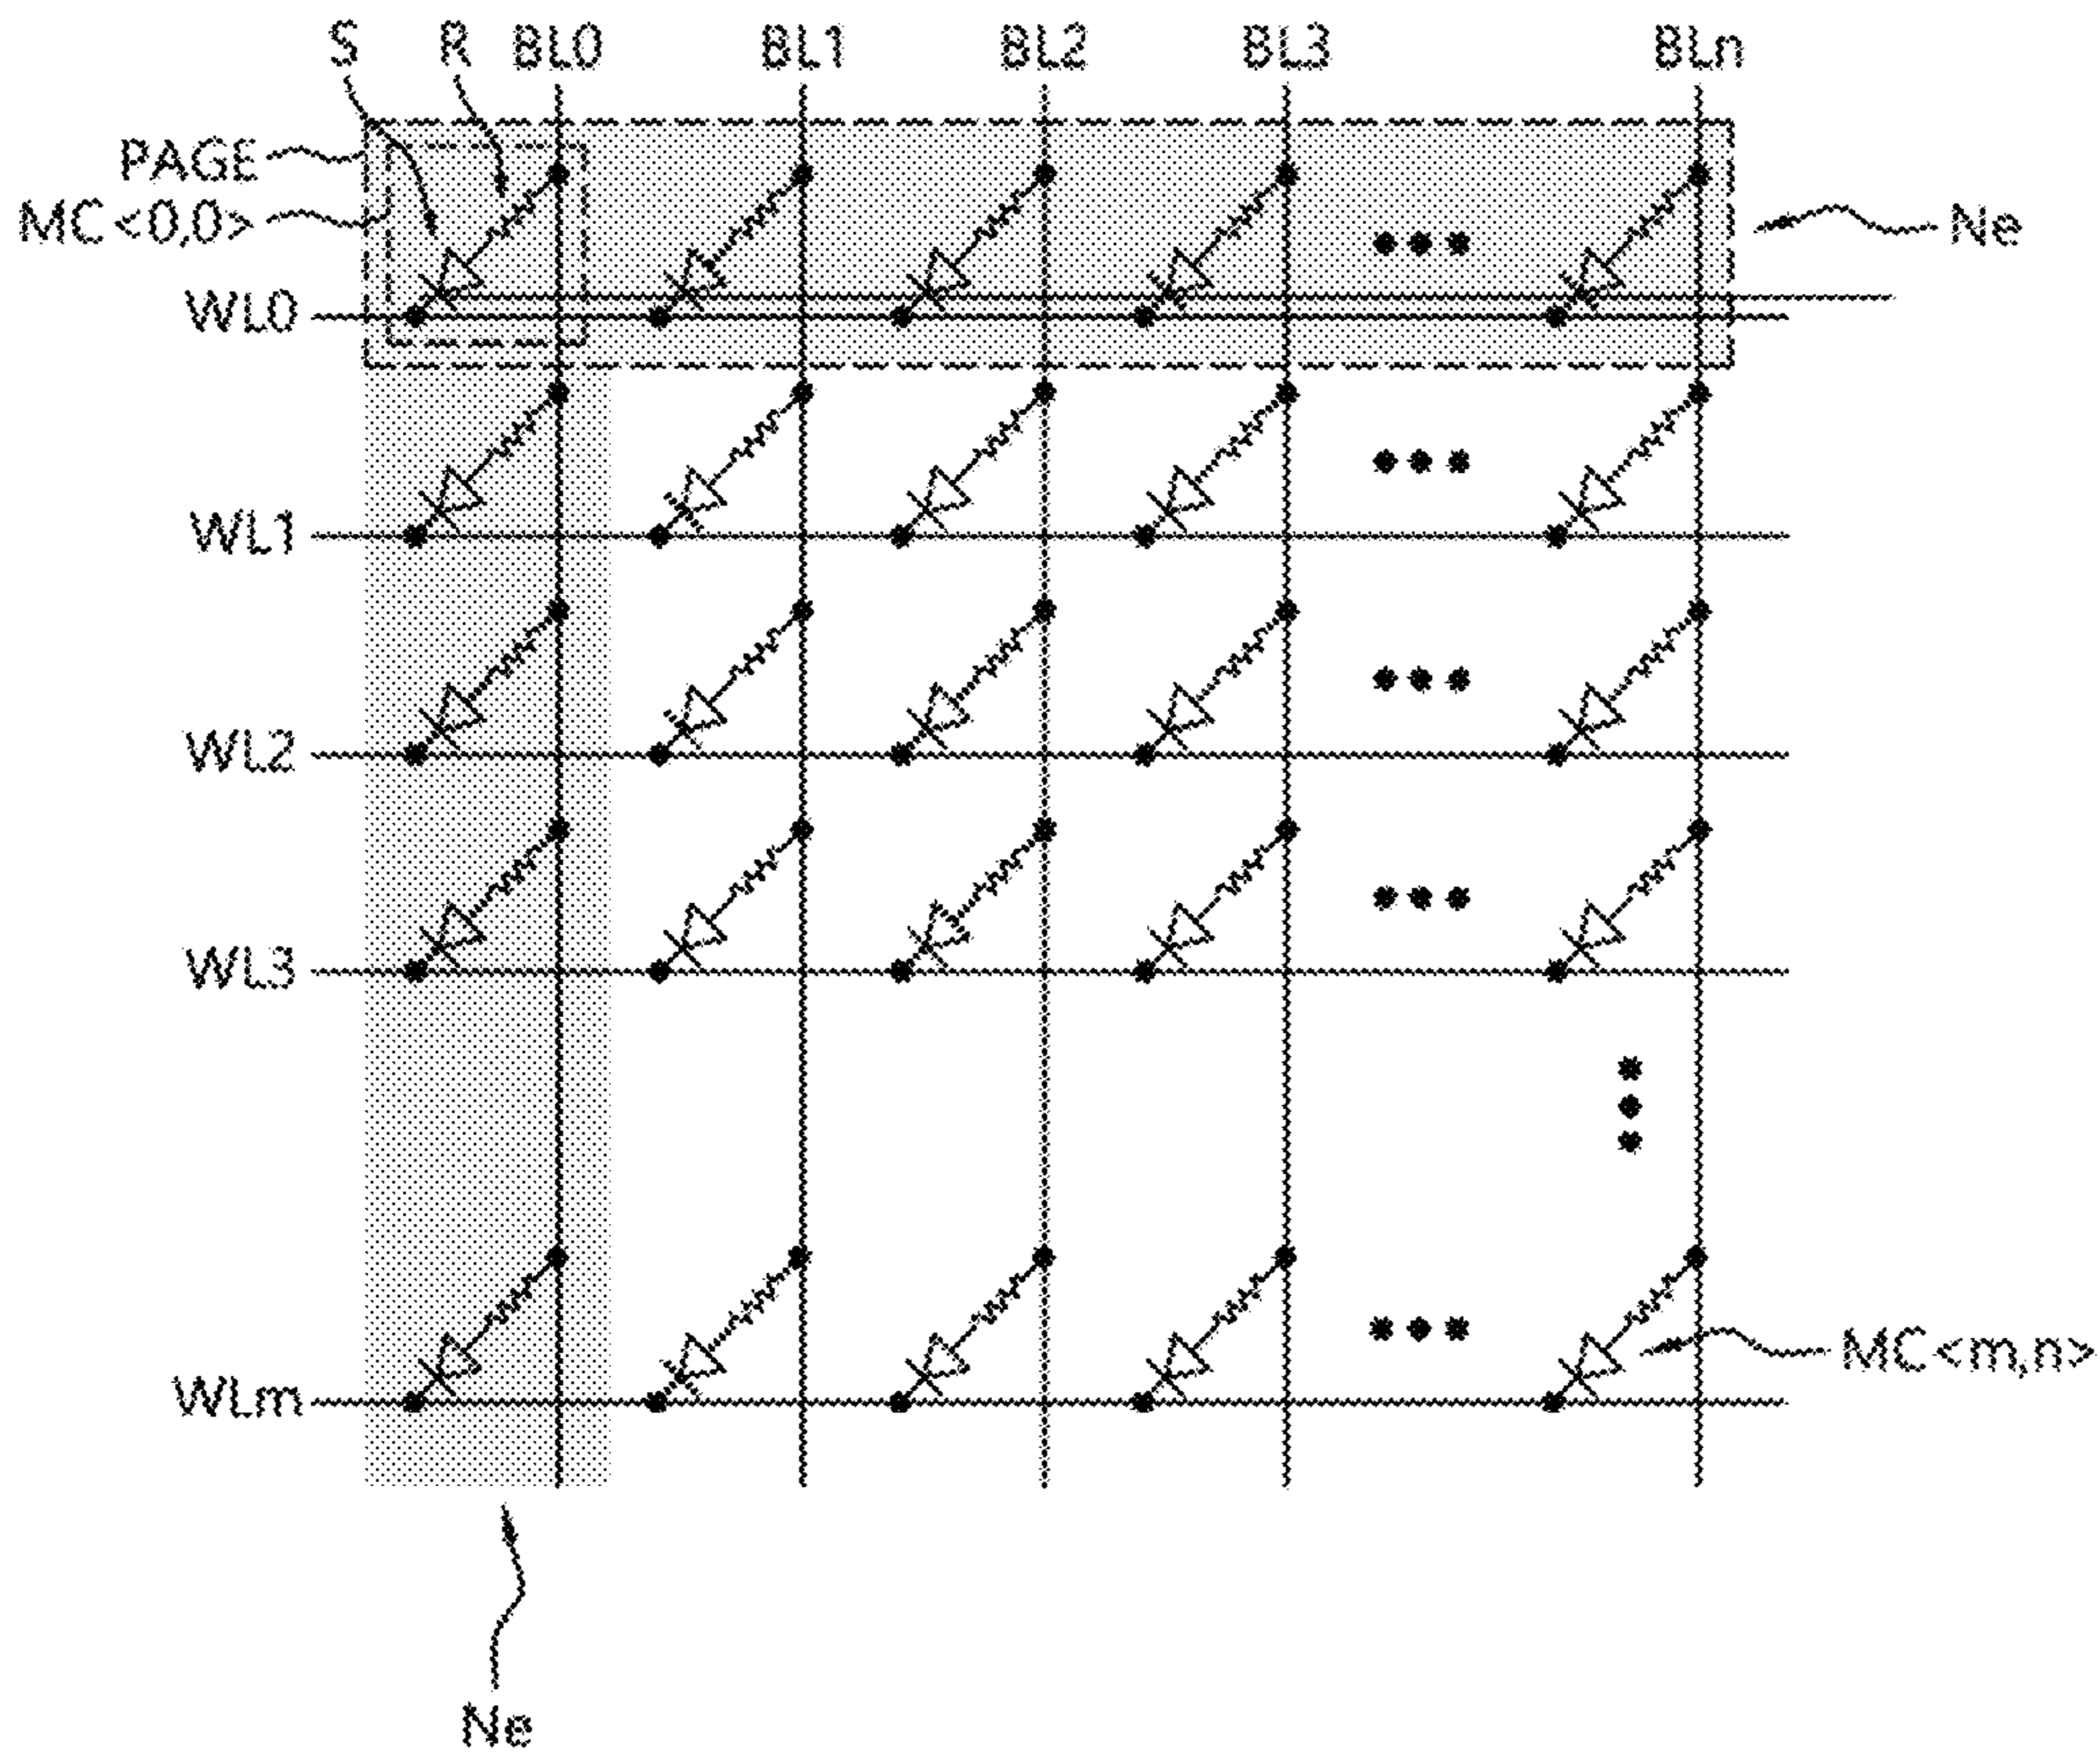 S R BL0 BL1 BL2 BL3 BLn
PAGE
MC<0,0>
Ne
WL0
WL1
WL2
WL3
MC<m,n>
WLm
Ne